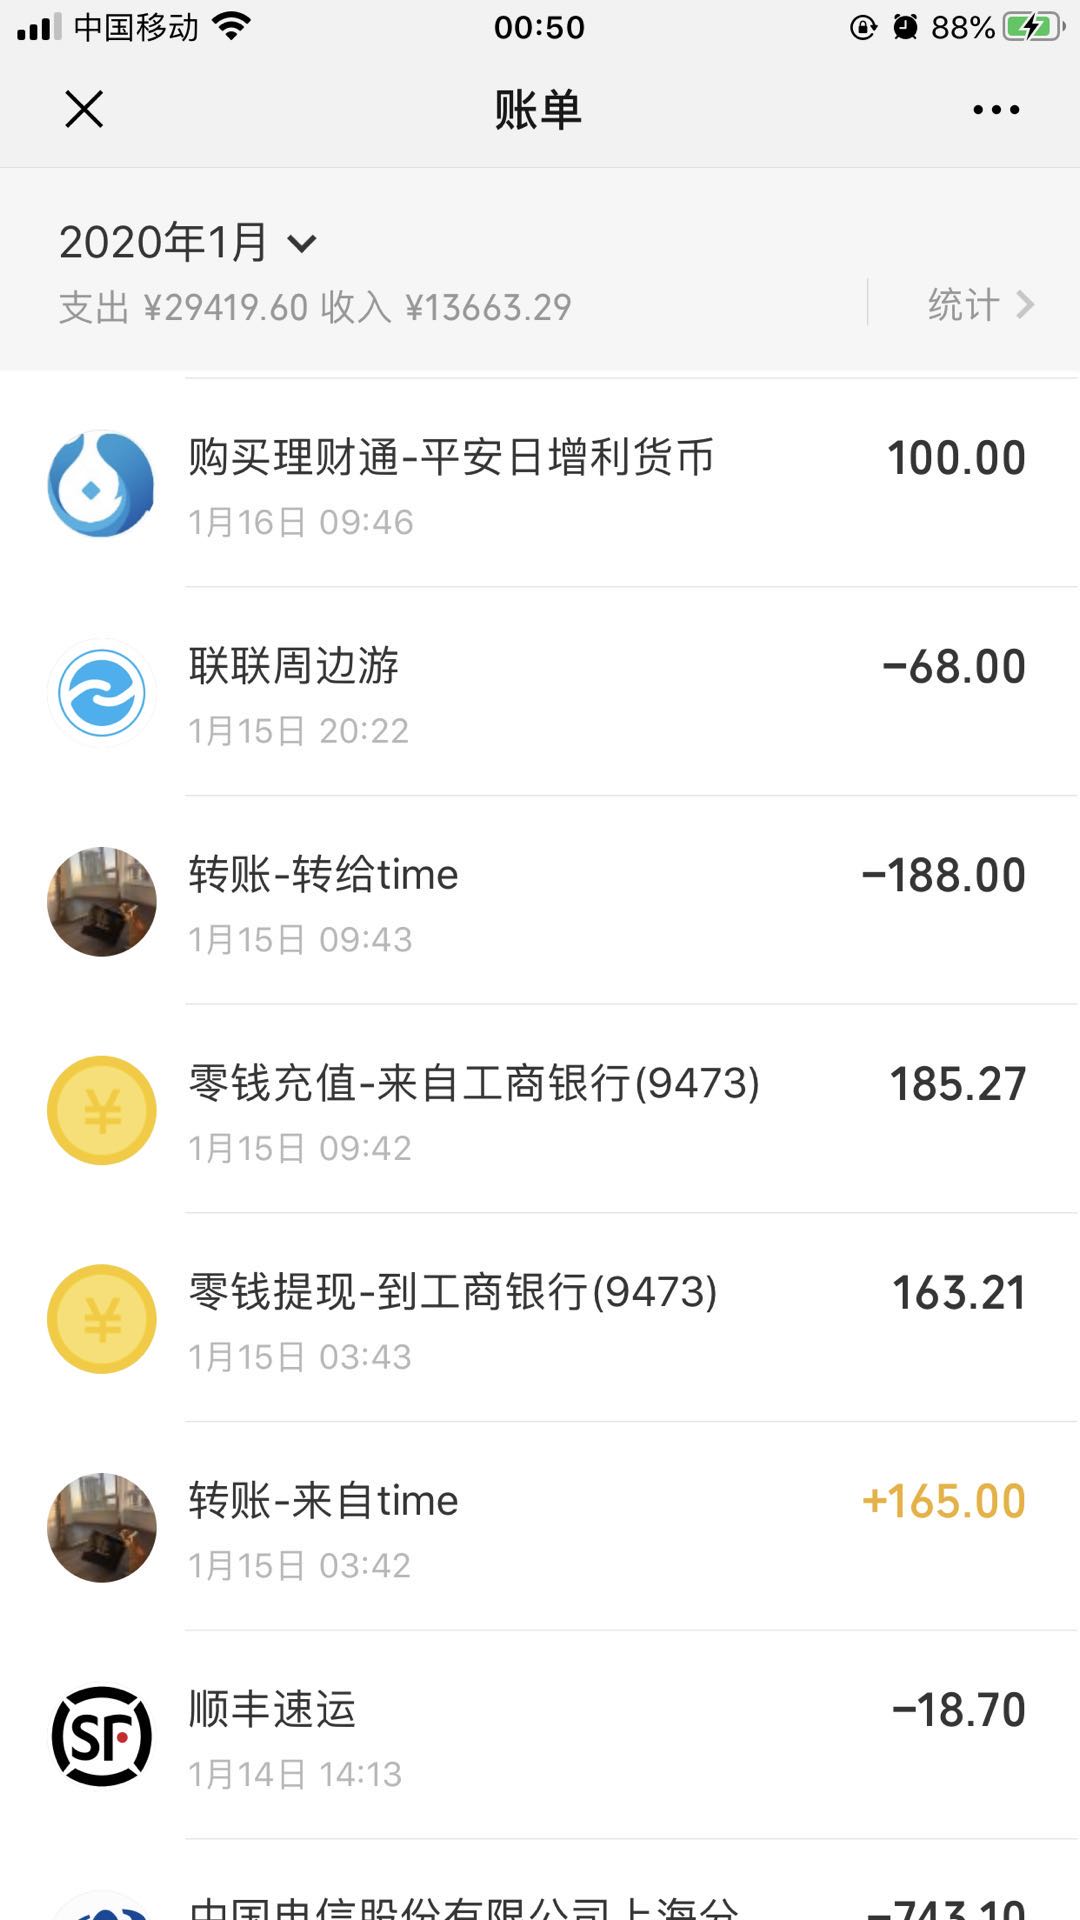 中国移动 00:50 88%
账单
2020年1月
支出 ¥29419.60 收入 ¥13663.29 统计
购买理财通-平安日增利货币 100.00
1月16日 09:46
联联周边游 -68.00
1月15日 20:22
转账-转给time -188.00
1月15日 09:43
零钱充值-来自工商银行(9473) 185.27
1月15日 09:42
零钱提现-到工商银行(9473) 163.21
1月15日 03:43
转账-来自time +165.00
1月15日 03:42
SF
顺丰速运 -18.70
1月14日 14:13
中国电信股份有限公司上海分 -743.10